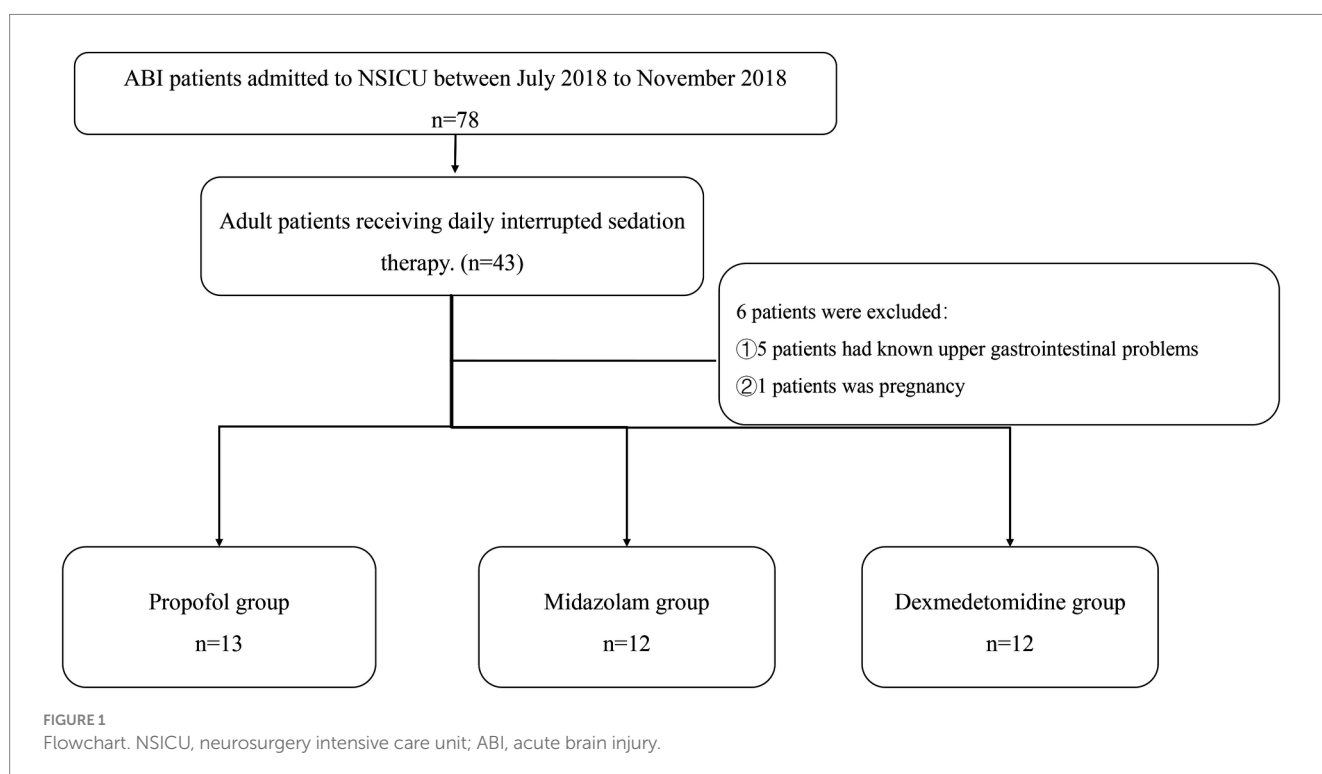 ABI patients admitted to NSICU between July 2018 to November 2018
n=78
Adult patients receiving daily interrupted sedation
therapy. (n=43)
6 patients were excluded：
①5 patients had known upper gastrointestinal problems
②1 patients was pregnancy
Propofol group
n=13
Midazolam group
n=12
Dexmedetomidine group
n=12
FIGURE 1
Flowchart. NSICU, neurosurgery intensive care unit; ABI, acute brain injury.